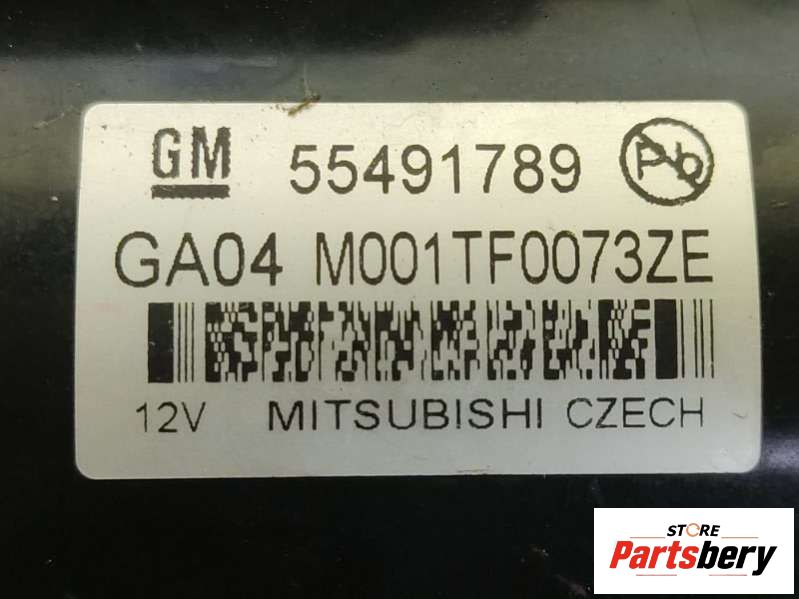 GM 55491789 Pb
GA04 M001TF0073ZE
12V MITSUBISHI CZECH
STORE
Partsbery